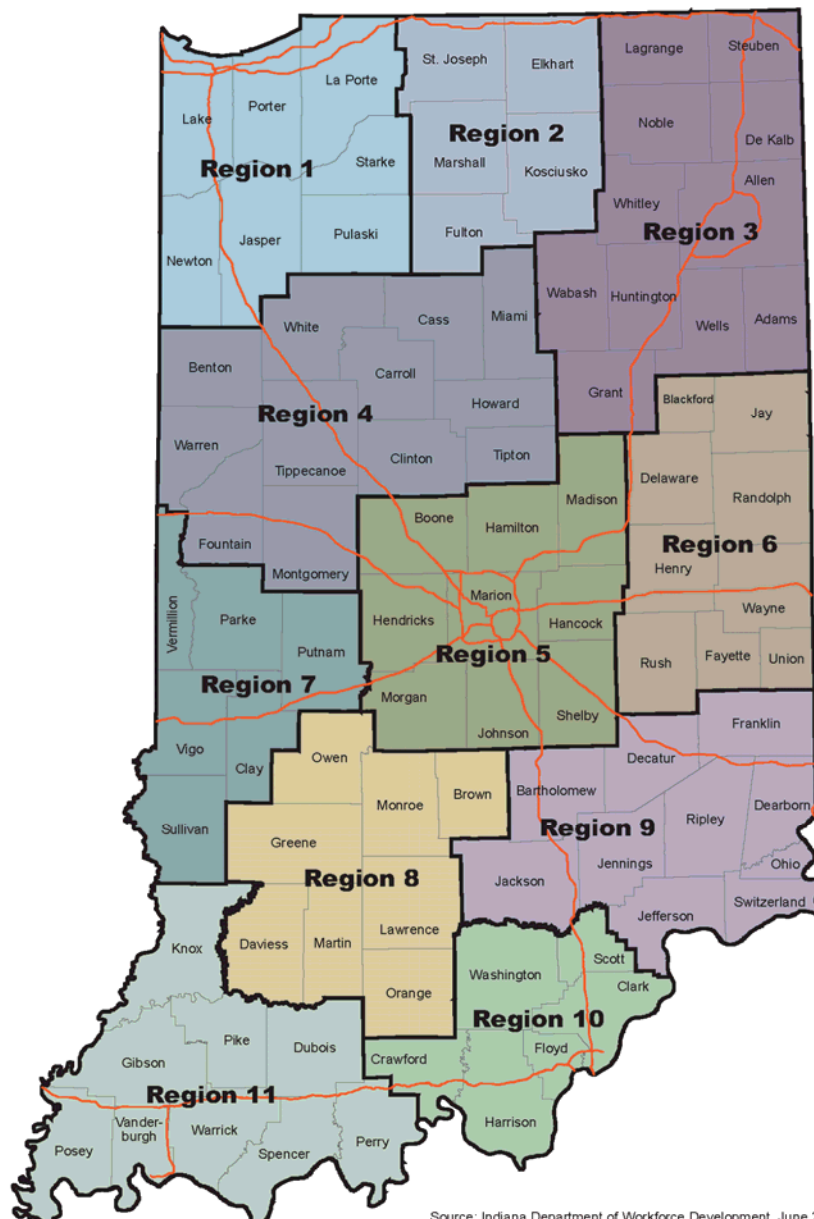 Lagrange
Steuben
St. Joseph
Elkhart
La Porte
Porter
Lake
Noble
De Kalb
Region 2
Starke
Region 1
Marshall
Kosciusko
Allen
Whitley
Fulton
Region 3
Pulaski
Jasper
Newton
Wabash
Huntington
Miami
Cass
White
Wells
Adams
Benton
Carroll
Grant
Howard
Blackford
Jay
Region 4
Warren
Clinton
Tipton
Tippecanoe
Delaware
Madison
Randolph
Boone
Hamilton
Fountain
Region 6
Henry
Montgomery
Marion
Wayne
Parke
Vermillion
Hendricks
Hancock
Putnam
Region 5
Rush
Fayette
Union
Region 7
Morgan
Shelby
Franklin
Johnson
Vigo
Owen
Decatur
Clay
Bartholomew
Brown
Monroe
Dearborn
Ripley
Sullivan
Region 9
Greene
Jennings
Ohio
Region 8
Jackson
Switzerland
Jefferson
Lawrence
Knox
Daviess
Martin
Scott
Washington
Clark
Orange
Region 10
Pike
Dubois
Floyd
Crawford
Gibson
Region 11
Vander-
burgh
Warrick
Harrison
Posey
Spencer
Perry
Source: Indiana Department of Workforce Development, June